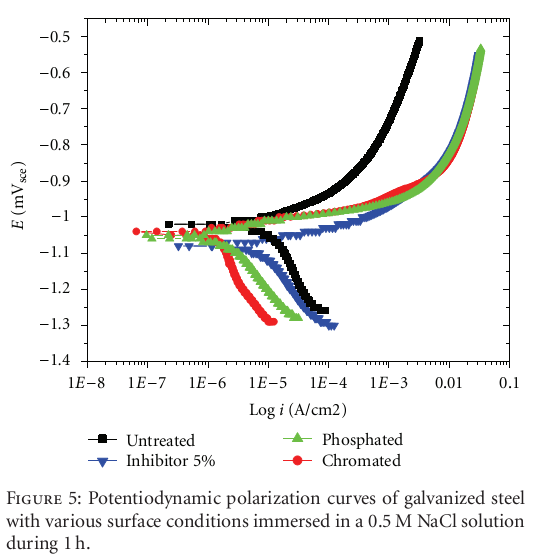 −0.5
−0.6
−0.7
−0.8
−0.9
−1
−1.1
−1.2
−1.3
−1.4
E (mVsce)
1E-8 1E-7 1E-6 1E-5 1E-4 1E-3 0.01 0.1
Log i (A/cm2)
Untreated Phosphated
Inhibitor 5% Chromated
Figure 5: Potentiodynamic polarization curves of galvanized steel
with various surface conditions immersed in a 0.5 M NaCl solution
during 1 h.